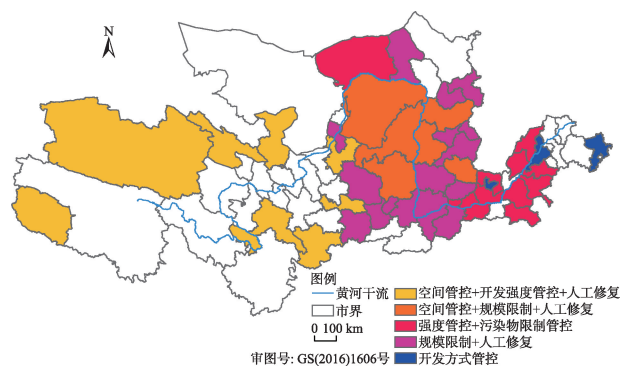 N
图例
黄河干流
市界
0 100 km
空间管控+开发强度管控+人工修复
空间管控+规模限制+人工修复
强度管控+污染物限制管控
规模限制+人工修复
开发方式管控
审图号: GS(2016)1606号